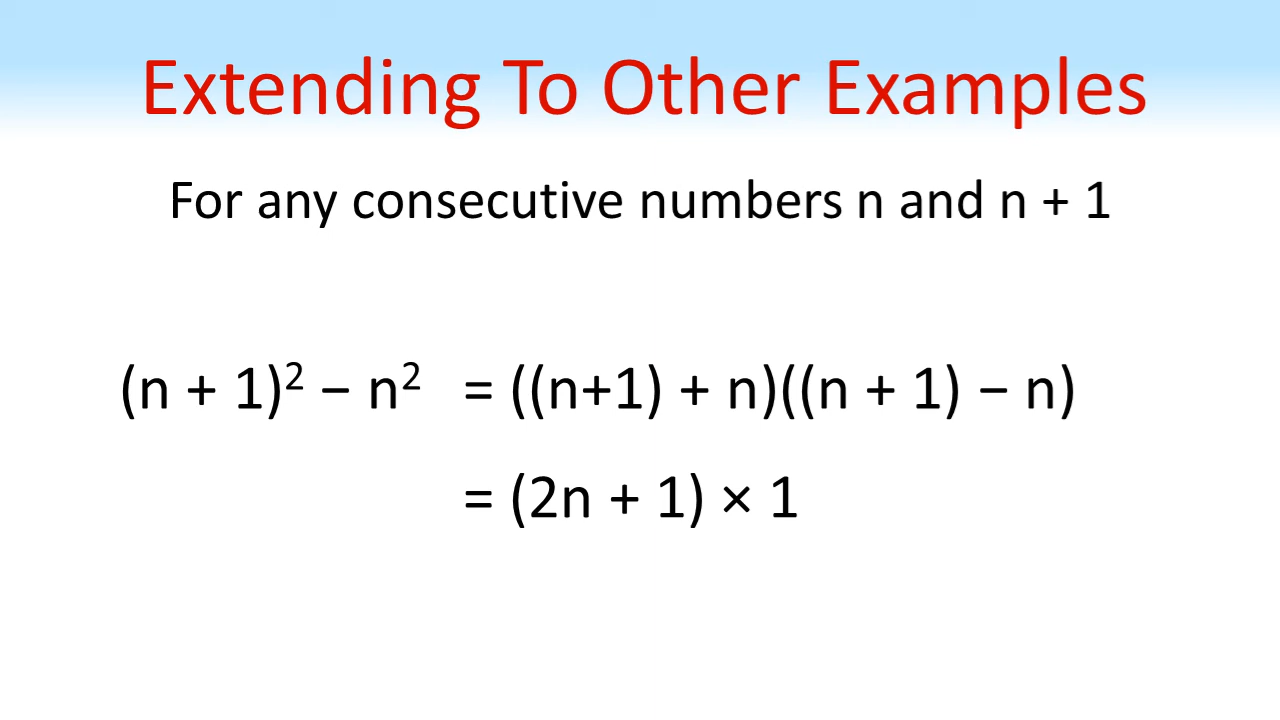 Extending To Other Examples
For any consecutive numbers n and n + 1
(n + 1)² − n² = ((n+1) + n)((n + 1) − n)
= (2n + 1) × 1